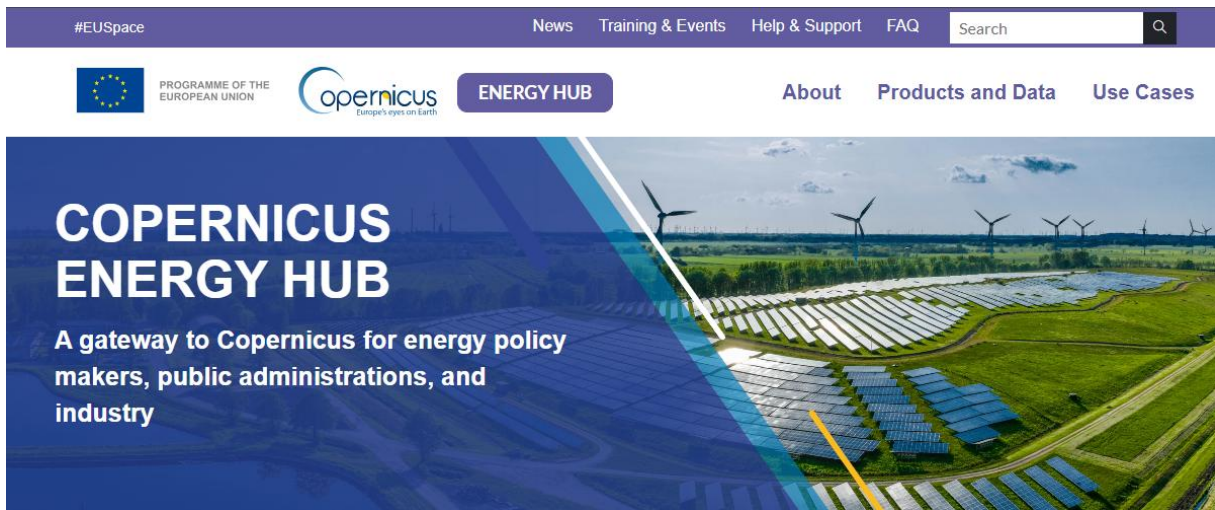 #EUSpace
News
Training & Events
Help & Support
FAQ
Search
PROGRAMME OF THE
EUROPEAN UNION
opernicus
Europe's eyes on Earth
ENERGY HUB
About
Products and Data
Use Cases
COPERNICUS
ENERGY HUB
A gateway to Copernicus for energy policy
makers, public administrations, and
industry